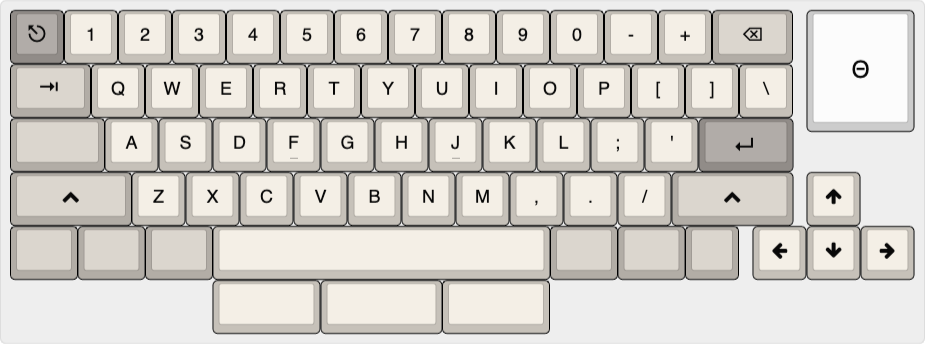 1 2 3 4 5 6 7 8 9 0 - +
Q W E R T Y U I O P [ ] \
A S D F G H J K L ; '
Z X C V B N M , . /